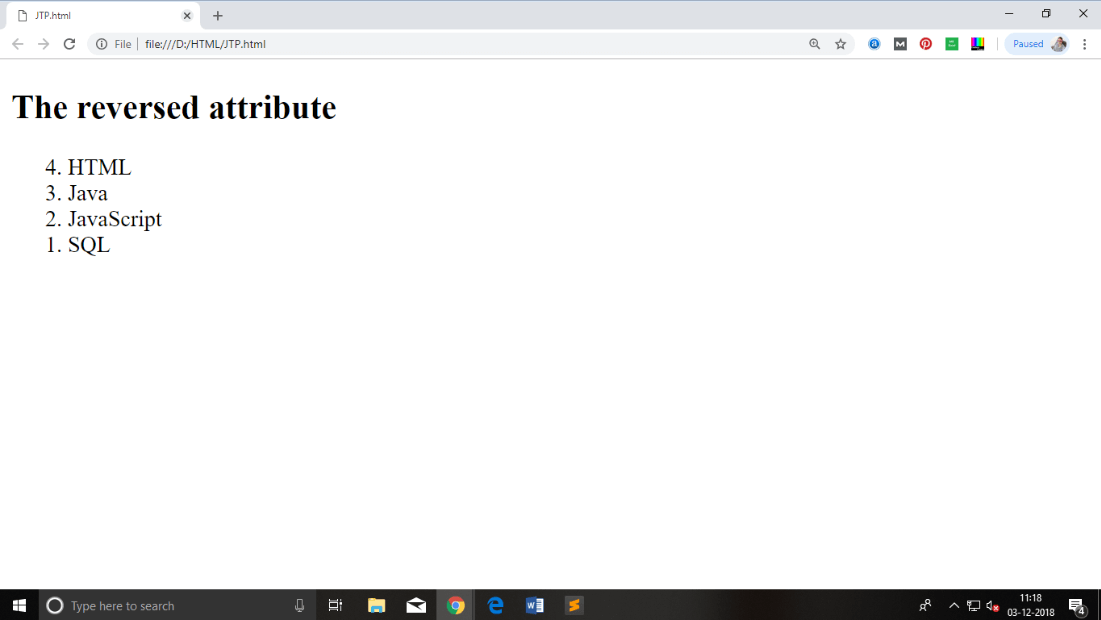 JTP.html
File
file:///D:/HTML/JTP.html
Paused
The reversed attribute
4. HTML
3. Java
2. JavaScript
1. SQL
Type here to search
11:18
03-12-2018
4